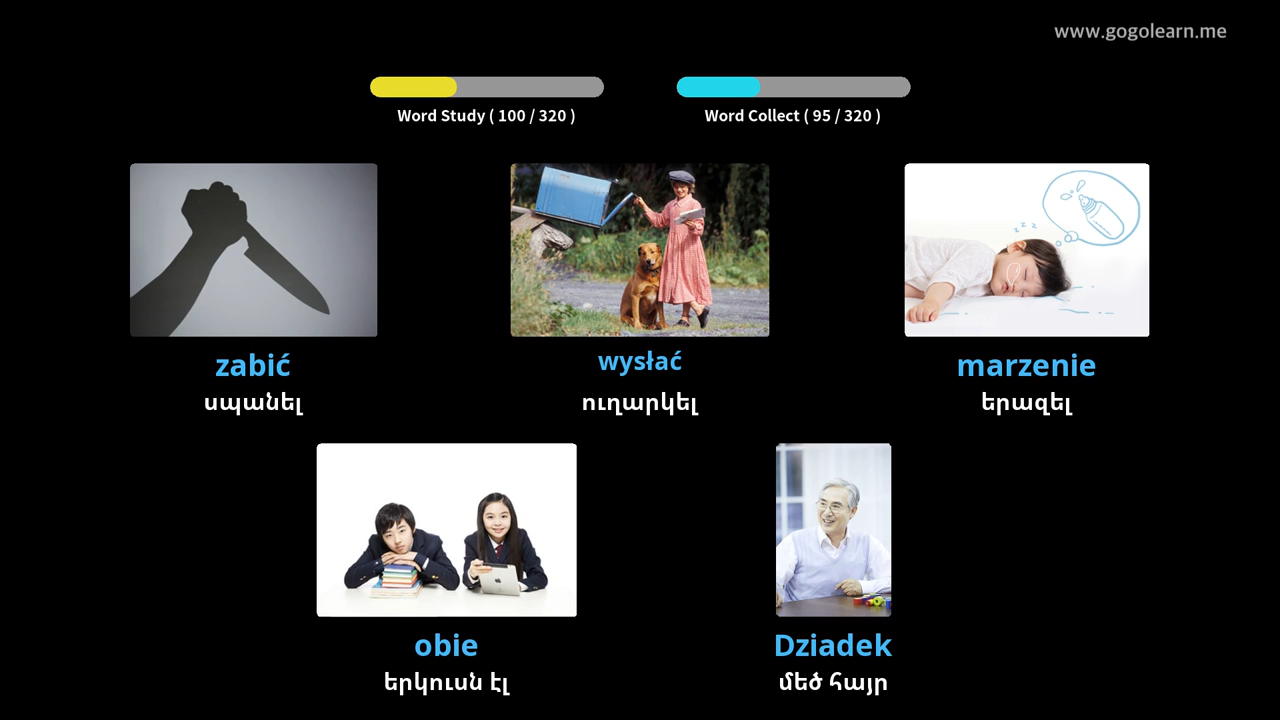 www.gogolearn.me
Word Study ( 100 / 320 )
Word Collect ( 95 / 320 )
zabić
wysłać
marzenie
սպանել
ուղարկել
երազել
obie
Dziadek
երկուսն էլ
մեծ հայր